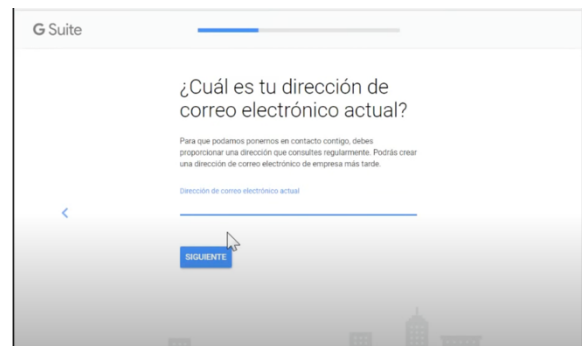 G Suite
¿Cuál es tu dirección de
correo electrónico actual?
Para que podamos ponernos en contacto contigo, debes
proporcionar una dirección que consultes regularmente. Podrás crear
una dirección de correo electrónico de empresa más tarde.
Dirección de correo electrónico actual
SIGUIENTE